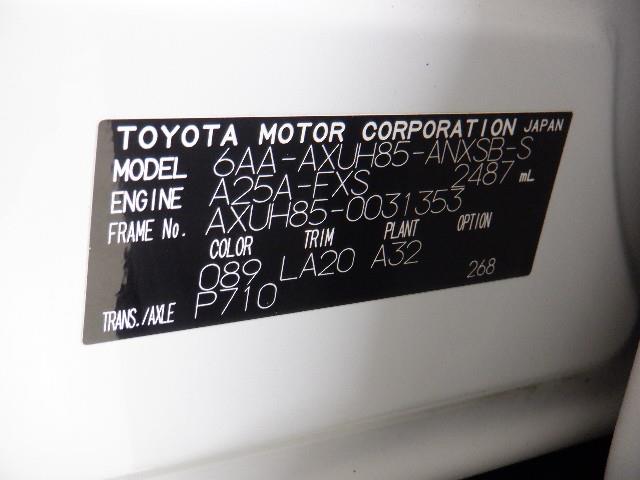 TOYOTA MOTOR CORPORATION JAPAN
MODEL 6AA-AXUH85-ANXSB-S
ENGINE A25A-FXS 2487 mL
FRAME No. AXUH85-0031353
COLOR TRIM PLANT OPTION
089 LA20 A32 268
TRANS./AXLE P710